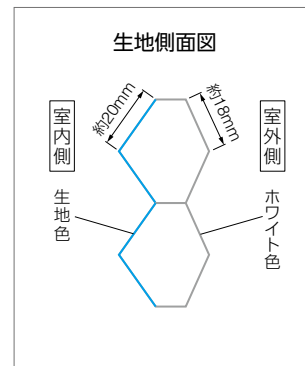 生地側面図
約20mm
約18mm
室内側
室外側
生地色
ホワイト色